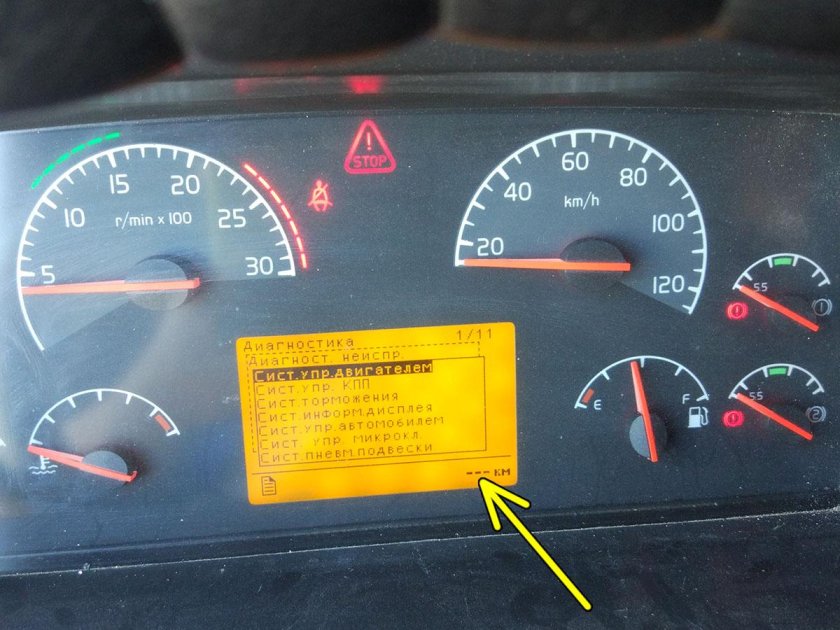 STOP
5
10
15
20
25
30
r/min x 100
20
40
60
80
100
120
km/h
55
E
F
55
2
Диагностика 1/11
Диагност. неиспр.
Сист.упр.двигателем
Сист.упр. КПП
Сист.торможения
Сист.информ.дисплея
Сист.упр.автомобилем
Сист. упр. микрокл.
Сист.пневм.подвески
--- км